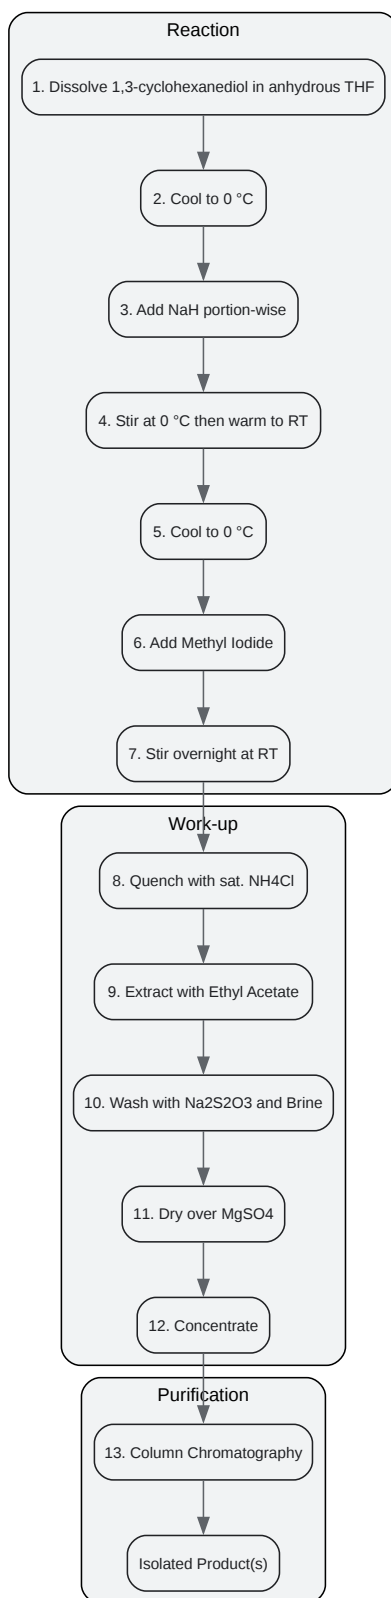 Reaction
1. Dissolve 1,3-cyclohexanediol in anhydrous THF
2. Cool to 0 °C
3. Add NaH portion-wise
4. Stir at 0 °C then warm to RT
5. Cool to 0 °C
6. Add Methyl Iodide
7. Stir overnight at RT
Work-up
8. Quench with sat. NH4Cl
9. Extract with Ethyl Acetate
10. Wash with Na2S2O3 and Brine
11. Dry over MgSO4
12. Concentrate
Purification
13. Column Chromatography
Isolated Product(s)